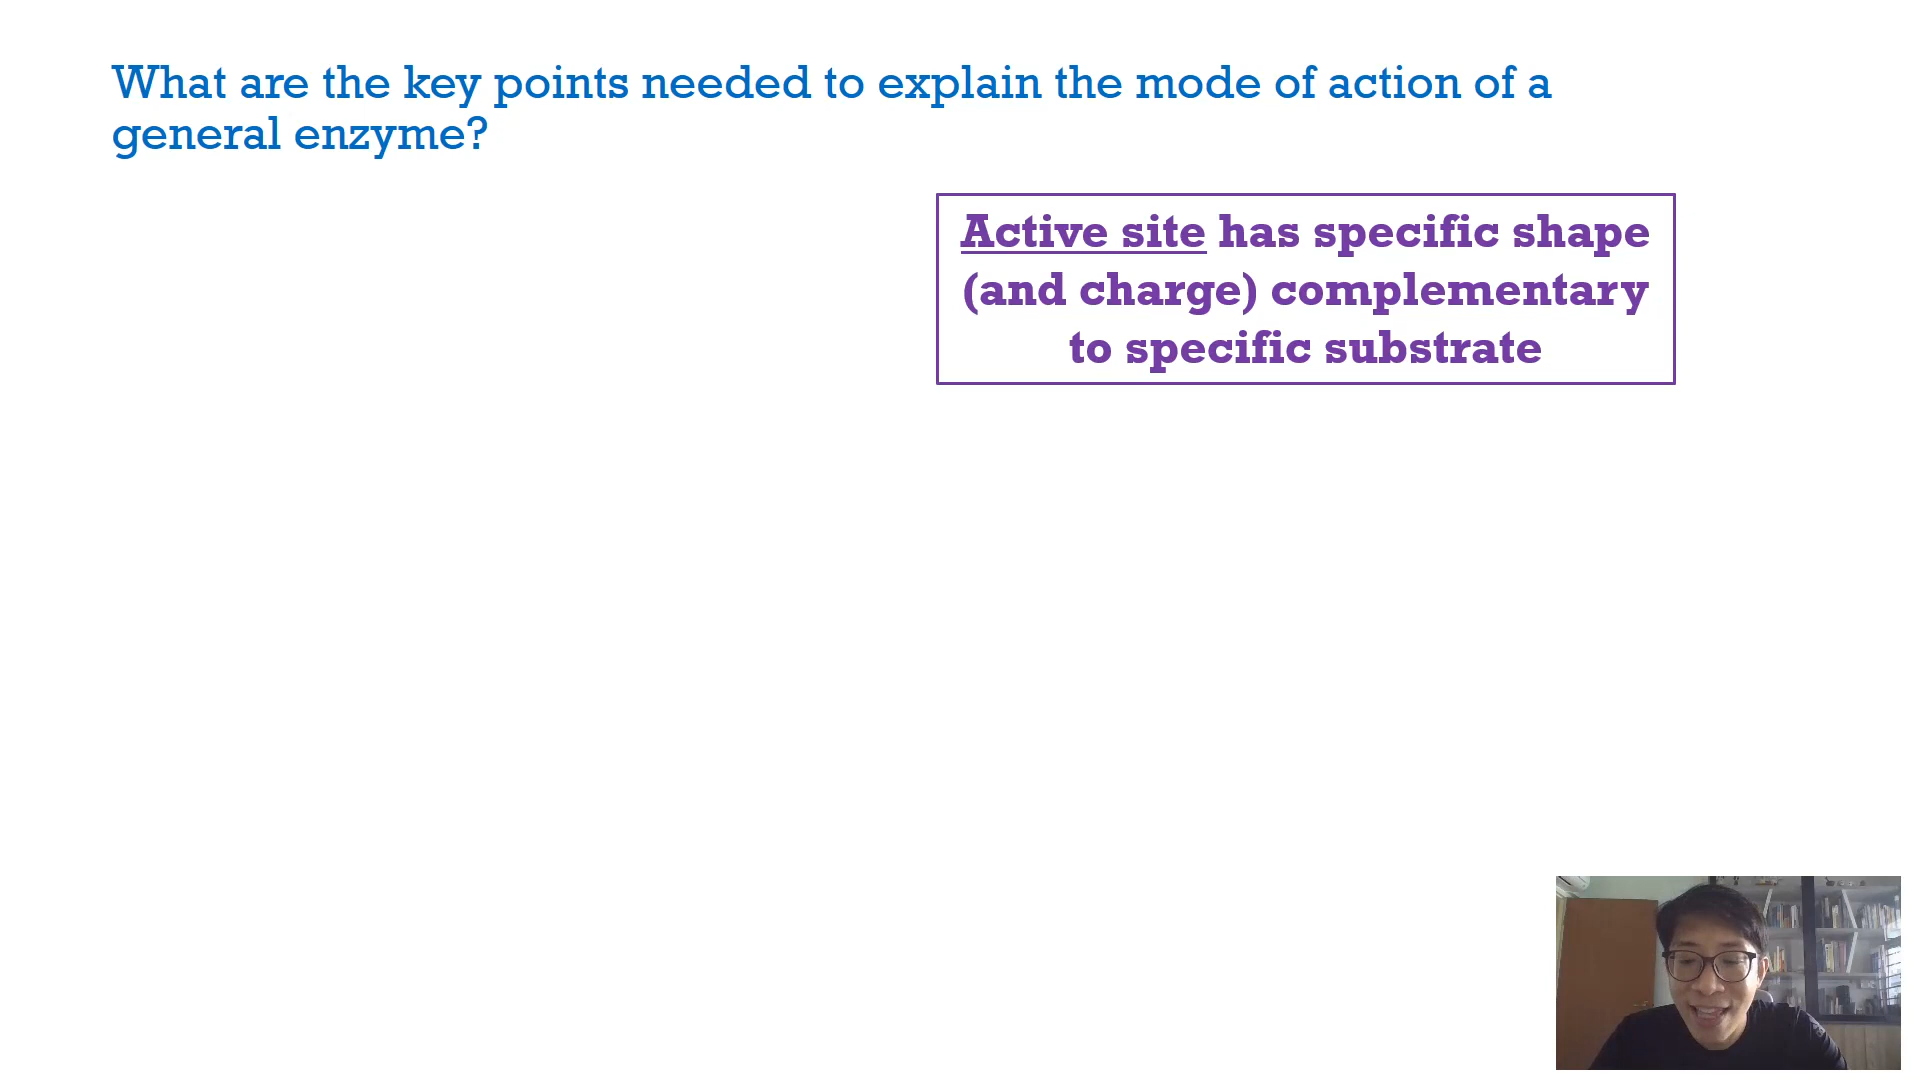 What are the key points needed to explain the mode of action of a
general enzyme?
Active site has specific shape
(and charge) complementary
to specific substrate